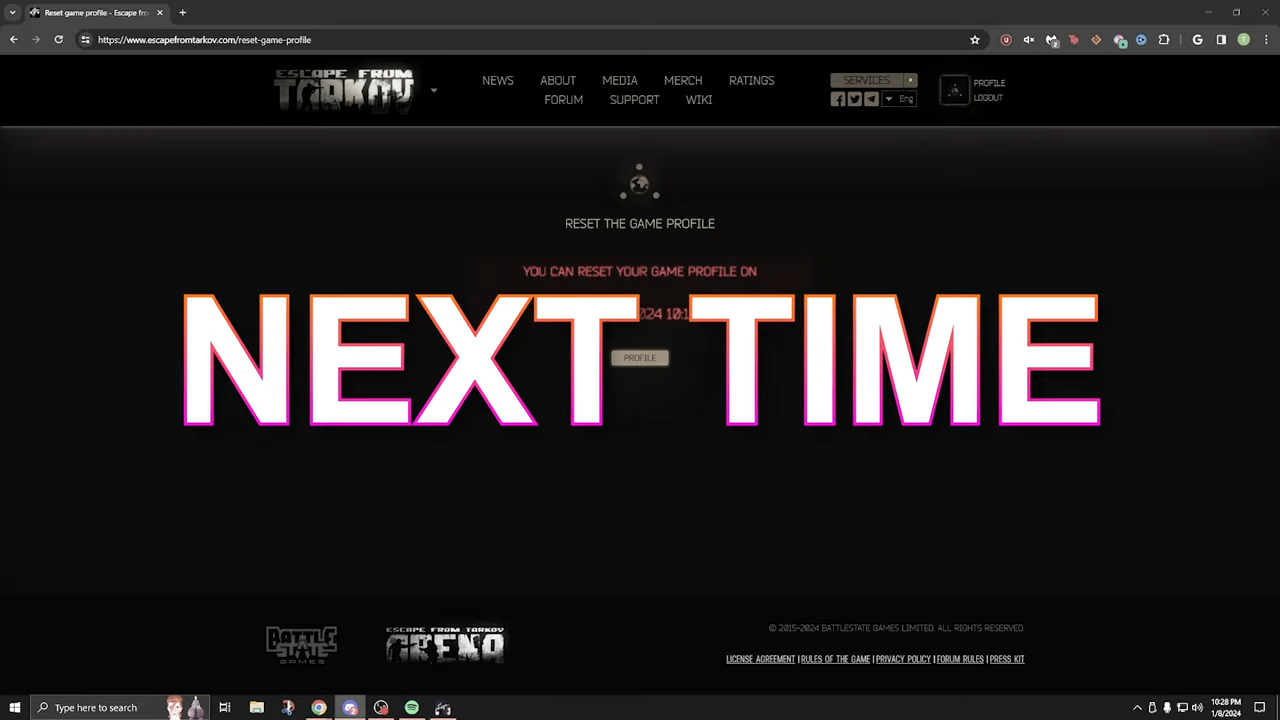 Reset game profile - Escape fro
https://www.escapefromtarkov.com/reset-game-profile
ESCAPE FROM
TARKOV
NEWS ABOUT MEDIA MERCH RATINGS
FORUM SUPPORT WIKI
SERVICES
Eng
PROFILE
LOGOUT
RESET THE GAME PROFILE
YOU CAN RESET YOUR GAME PROFILE ON
NEXT TIME
PROFILE
BATTLE
STATE
GAMES
ESCAPE FROM TARKOV
ARENA
© 2015-2024 BATTLESTATE GAMES LIMITED. ALL RIGHTS RESERVED.
LICENSE AGREEMENT | RULES OF THE GAME | PRIVACY POLICY | FORUM RULES | PRESS KIT
Type here to search
10:28 PM
1/8/2024